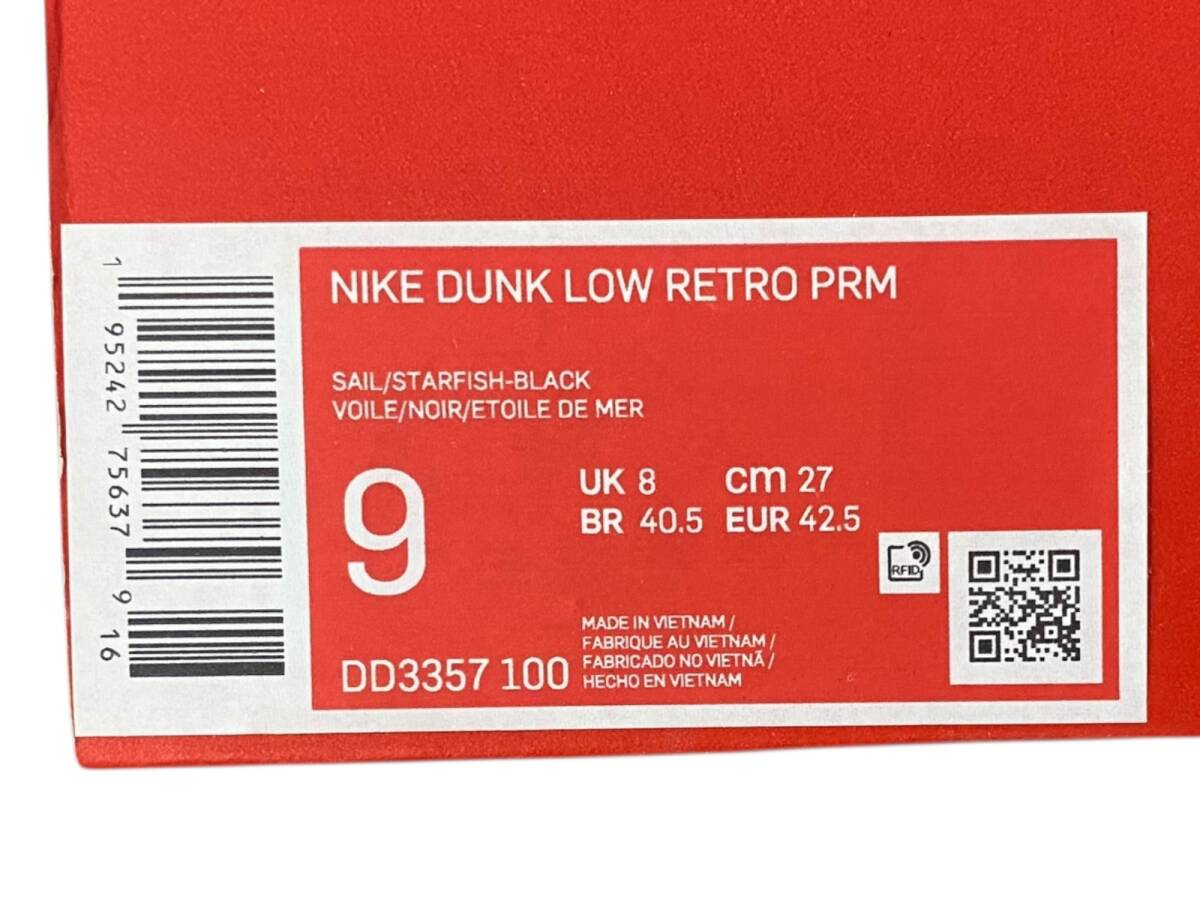 NIKE DUNK LOW RETRO PRM
SAIL/STARFISH-BLACK
VOILE/NOIR/ETOILE DE MER
9
UK 8 cm 27
BR 40.5 EUR 42.5
RFID
MADE IN VIETNAM /
FABRIQUE AU VIETNAM /
FABRICADO NO VIETNÃ /
HECHO EN VIETNAM
DD3357 100
1 95242 75637 9 16